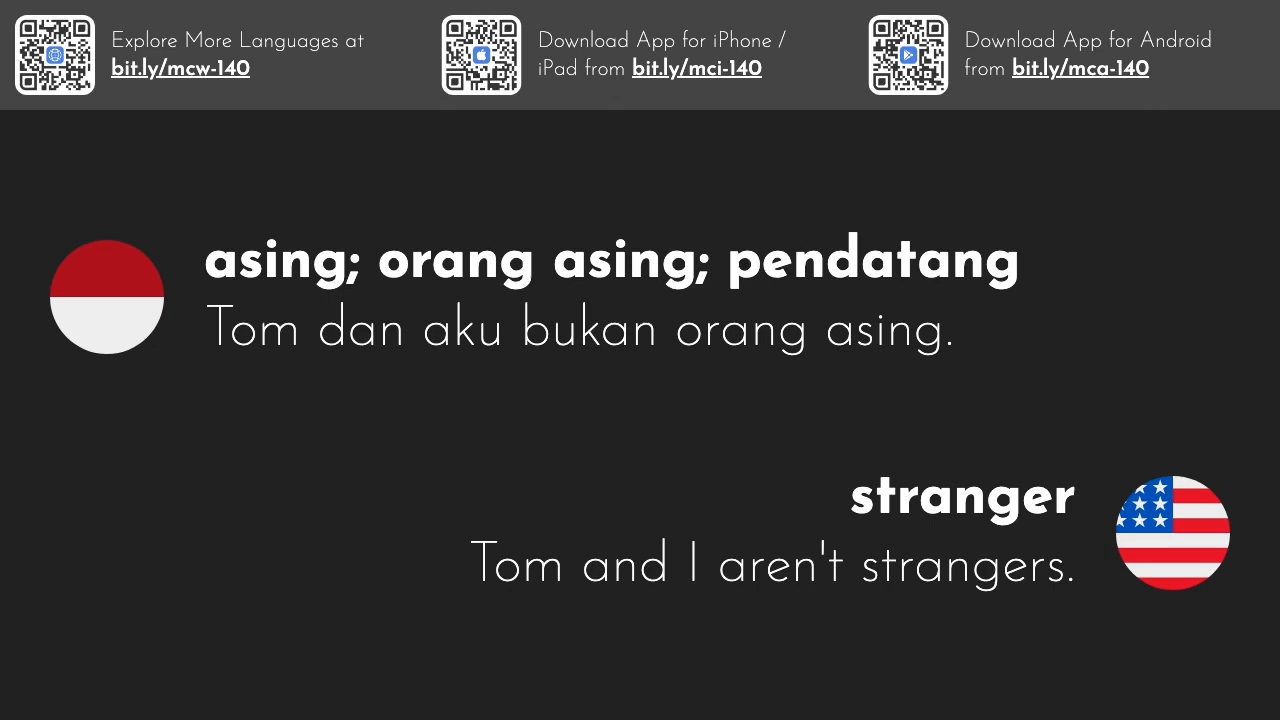 Explore More Languages at
bit.ly/mcw-140
Download App for iPhone /
iPad from bit.ly/mci-140
Download App for Android
from bit.ly/mca-140
asing; orang asing; pendatang
Tom dan aku bukan orang asing.
stranger
Tom and I aren't strangers.